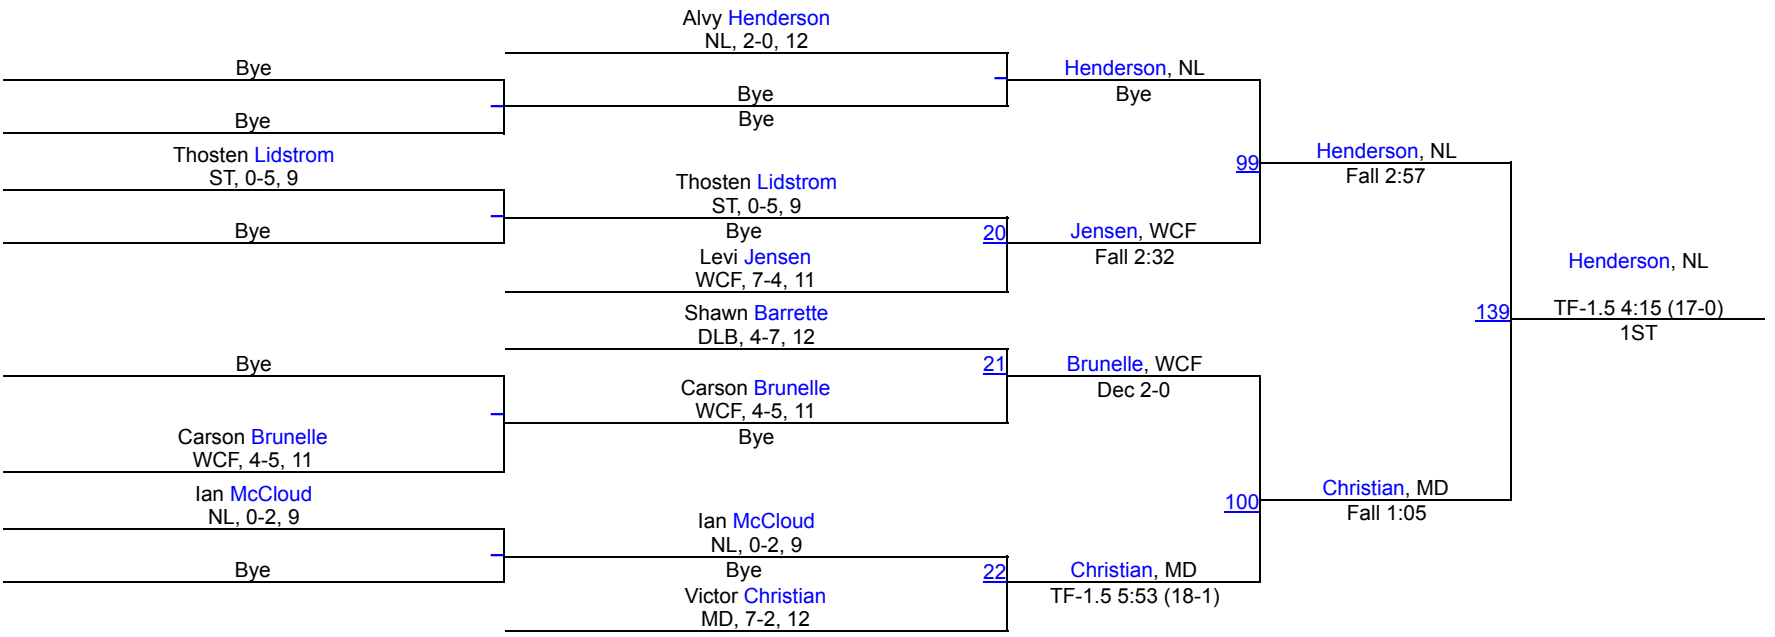 Bye
Bye
Thosten Lidstrom
ST, 0-5, 9
Bye
Bye
Carson Brunelle
WCF, 4-5, 11
Ian McCloud
NL, 0-2, 9
Bye
Alvy Henderson
NL, 2-0, 12
Bye
Bye
Thosten Lidstrom
ST, 0-5, 9
Bye
20
Levi Jensen
WCF, 7-4, 11
Shawn Barrette
DLB, 4-7, 12
21
Carson Brunelle
WCF, 4-5, 11
Bye
Ian McCloud
NL, 0-2, 9
Bye
22
Victor Christian
MD, 7-2, 12
Henderson, NL
Bye
99
Jensen, WCF
Fall 2:32
Brunelle, WCF
Dec 2-0
100
Christian, MD
TF-1.5 5:53 (18-1)
Henderson, NL
Fall 2:57
139
Christian, MD
Fall 1:05
Henderson, NL
TF-1.5 4:15 (17-0)
1ST